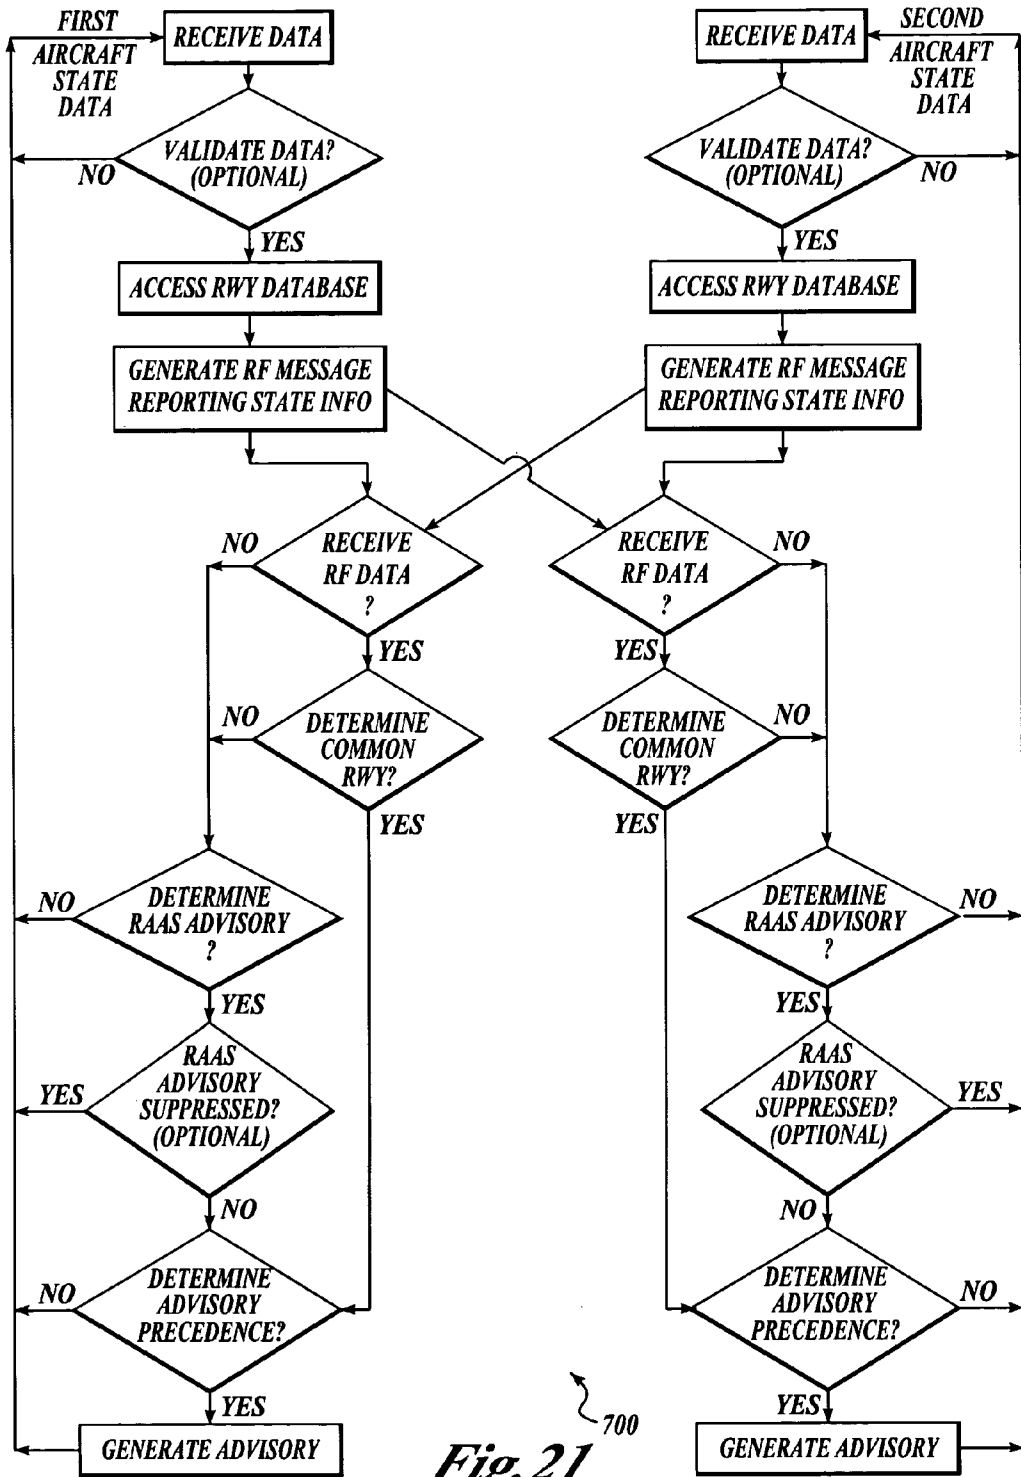 FIRST
AIRCRAFT
STATE
DATA
RECEIVE DATA
VALIDATE DATA?
(OPTIONAL)
NO
YES
ACCESS RWY DATABASE
GENERATE RF MESSAGE
REPORTING STATE INFO
RECEIVE
RF DATA
?
NO
YES
DETERMINE
COMMON
RWY?
NO
YES
DETERMINE
RAAS ADVISORY
?
NO
YES
RAAS
ADVISORY
SUPPRESSED?
(OPTIONAL)
YES
NO
DETERMINE
ADVISORY
PRECEDENCE?
NO
YES
GENERATE ADVISORY
SECOND
AIRCRAFT
STATE
DATA
RECEIVE DATA
VALIDATE DATA?
(OPTIONAL)
NO
YES
ACCESS RWY DATABASE
GENERATE RF MESSAGE
REPORTING STATE INFO
RECEIVE
RF DATA
?
NO
YES
DETERMINE
COMMON
RWY?
NO
YES
DETERMINE
RAAS ADVISORY
?
NO
YES
RAAS
ADVISORY
SUPPRESSED?
(OPTIONAL)
YES
NO
DETERMINE
ADVISORY
PRECEDENCE?
NO
YES
GENERATE ADVISORY
700
Fig.21